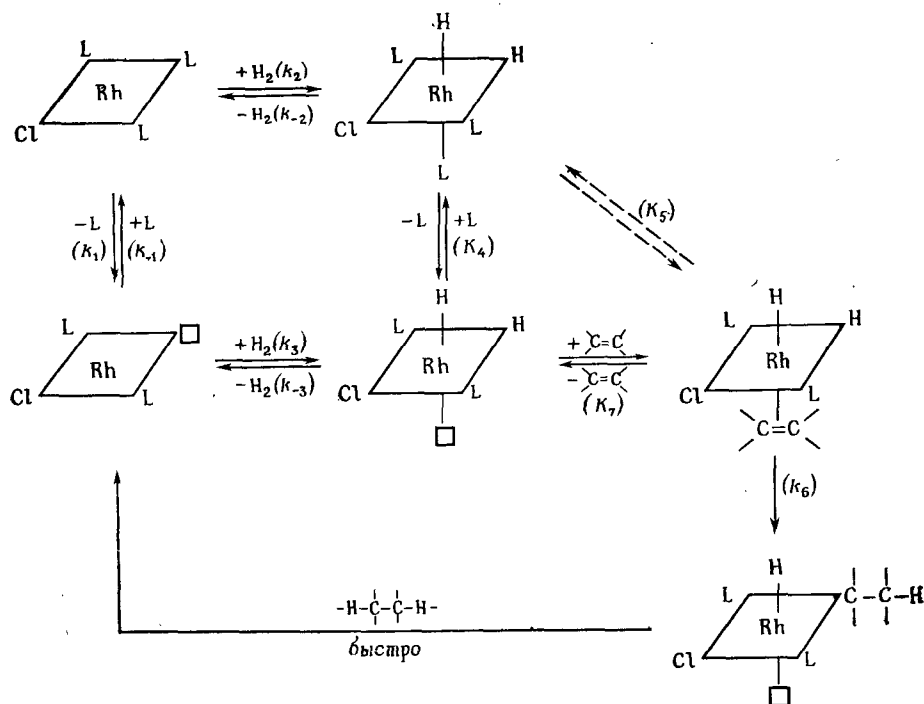 H
L L +H₂(k₂) L H
Rh Rh
Cl L −H₂(k₋₂) Cl L
L
−L +L −L +L (K₅)
(k₁) (k₋₁) (K₄)
H H
L □ +H₂(k₃) L H + C=C L H
Rh Rh Rh
Cl L −H₂(k₋₃) Cl L − C=C Cl L
□ (K₇) C=C
(k₆)
H
-H-C-C-H- L C-C-H
быстро Rh
Cl L
□